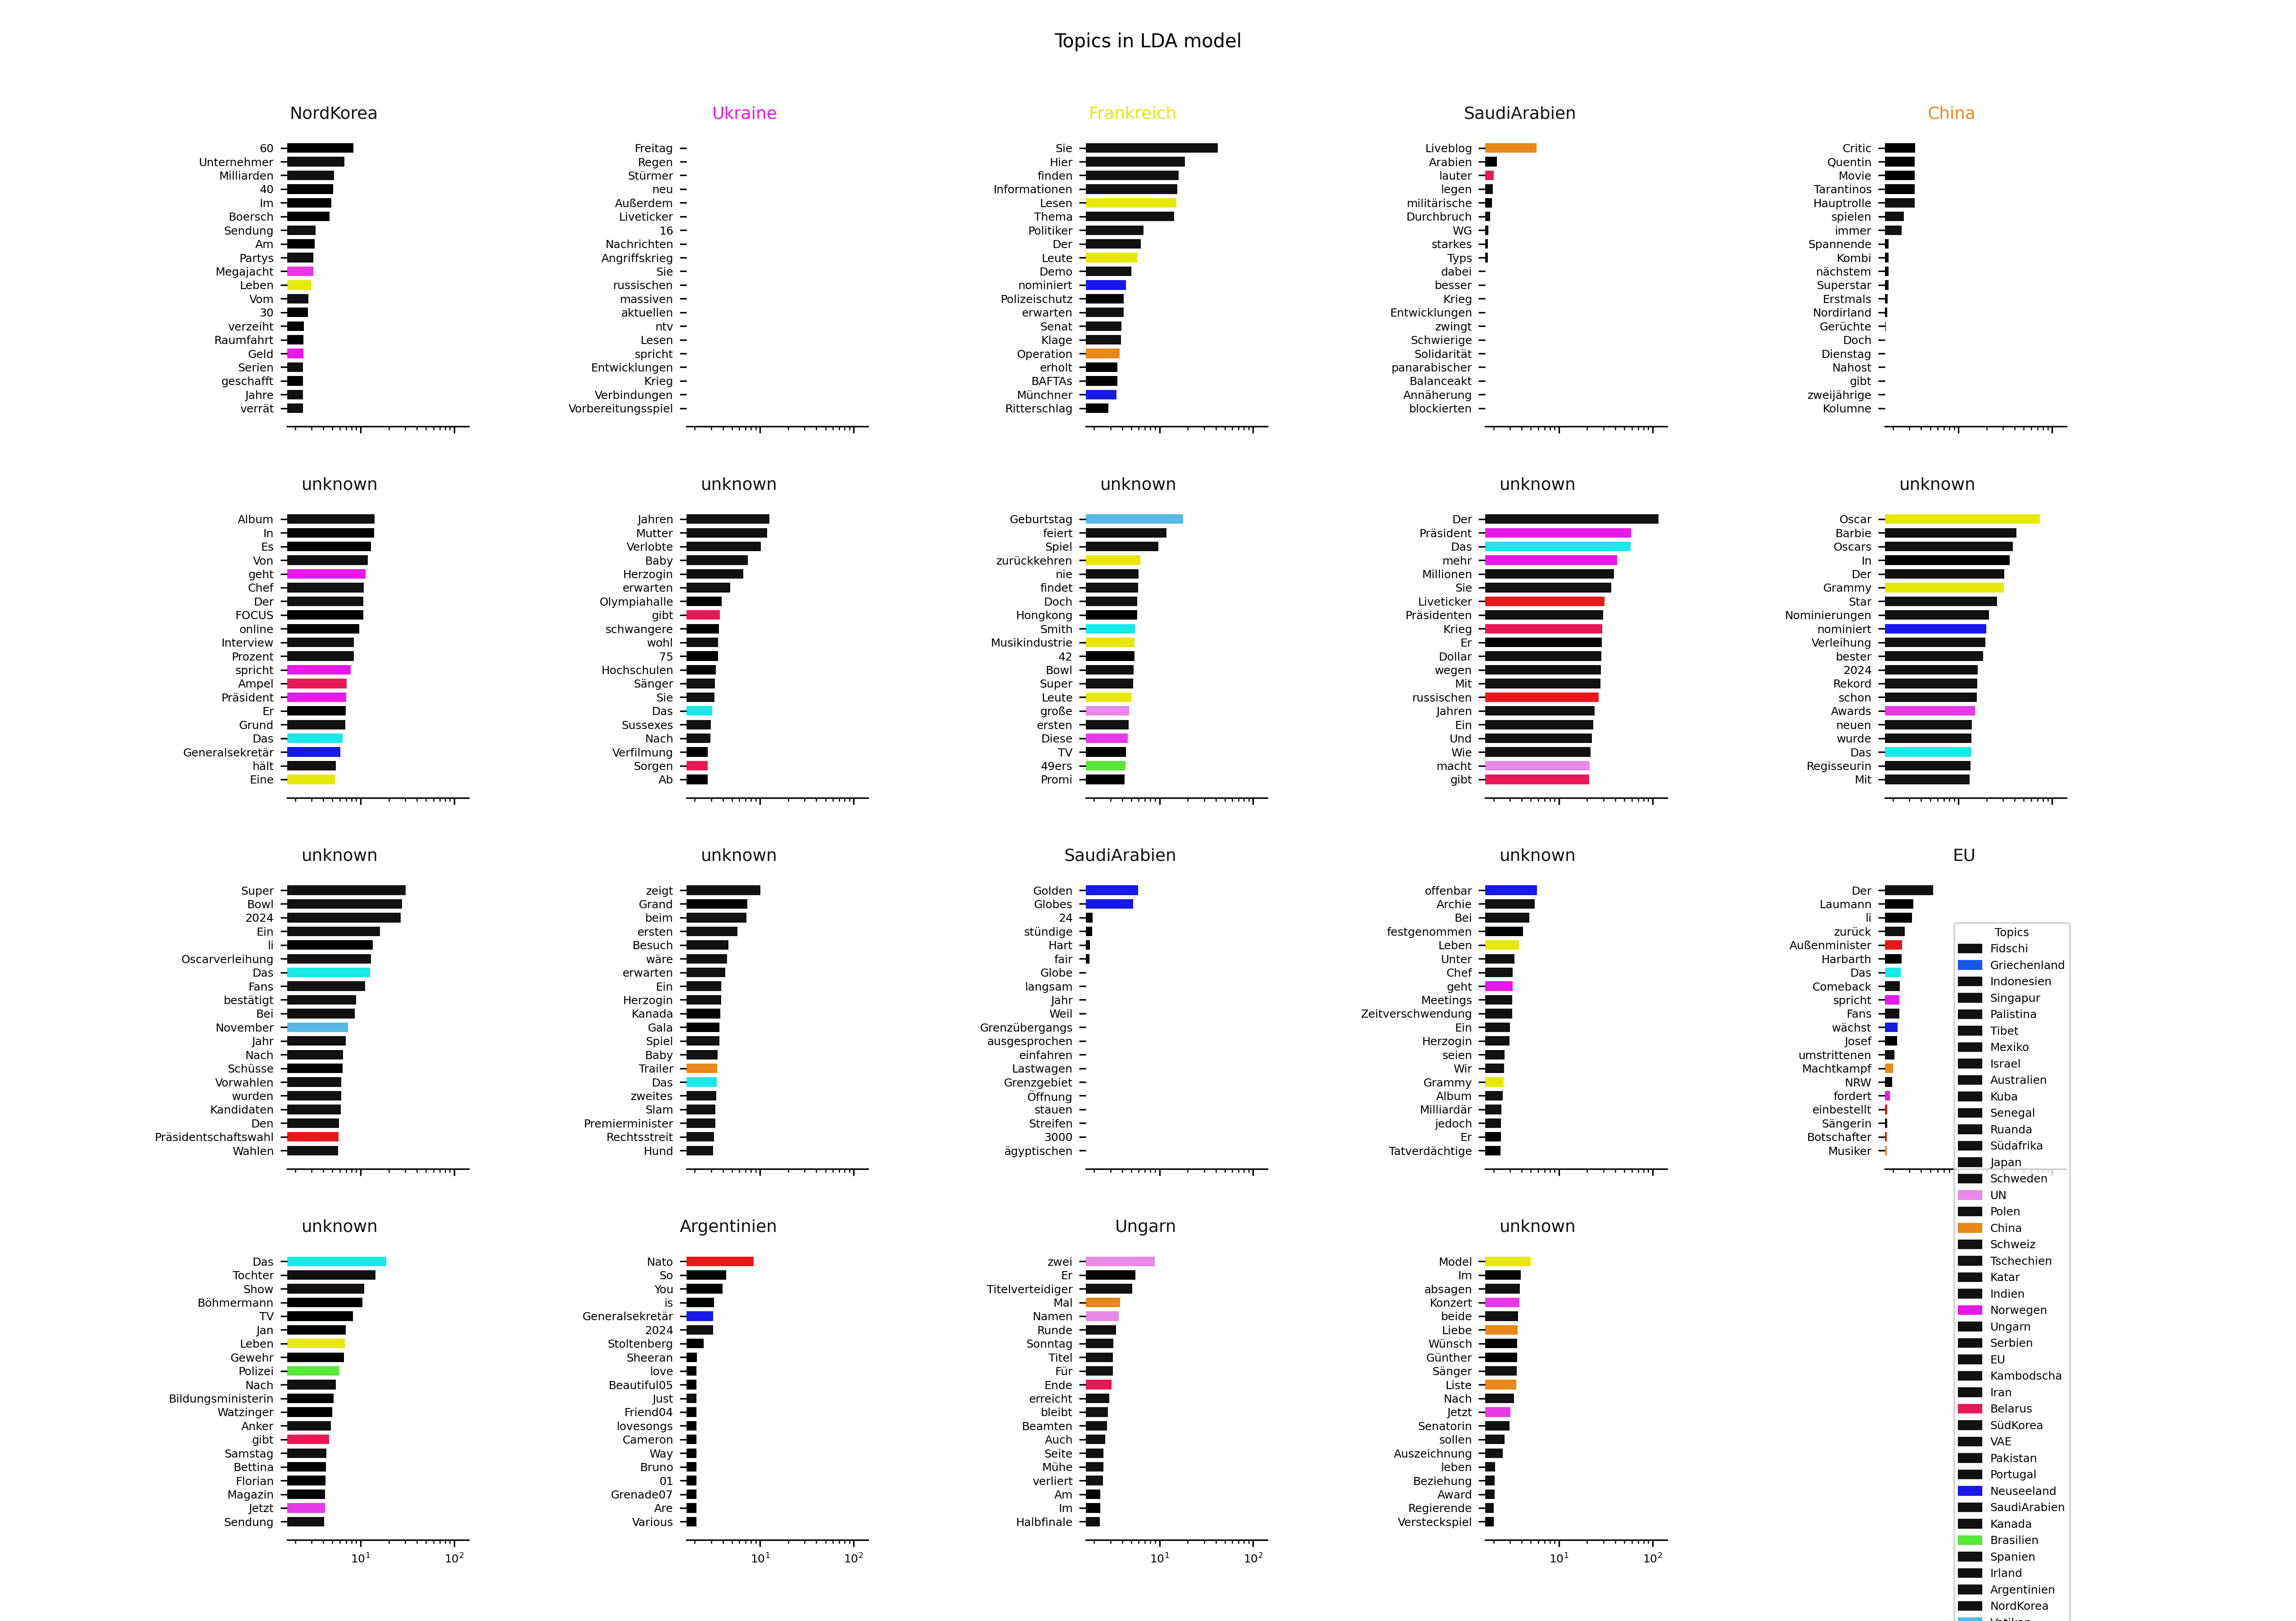 Topics in LDA model
NordKorea
60
Unternehmer
Milliarden
40
Im
Boersch
Sendung
Am
Partys
Megajacht
Leben
Vom
30
verzeiht
Raumfahrt
Geld
Serien
geschafft
Jahre
verrät
Ukraine
Freitag
Regen
Stürmer
neu
Außerdem
Liveticker
16
Nachrichten
Angriffskrieg
Sie
russischen
massiven
aktuellen
ntv
Lesen
spricht
Entwicklungen
Krieg
Verbindungen
Vorbereitungsspiel
Frankreich
Sie
Hier
finden
Informationen
Lesen
Thema
Politiker
Der
Leute
Demo
nominiert
Polizeischutz
erwarten
Senat
Klage
Operation
erholt
BAFTAs
Münchner
Ritterschlag
SaudiArabien
Liveblog
Arabien
lauter
legen
militärische
Durchbruch
WG
starkes
Typs
dabei
besser
Krieg
Entwicklungen
zwingt
Schwierige
Solidarität
panarabischer
Balanceakt
Annäherung
blockierten
China
Critic
Quentin
Movie
Tarantinos
Hauptrolle
spielen
immer
Spannende
Kombi
nächstem
Superstar
Erstmals
Nordirland
Gerüchte
Doch
Dienstag
Nahost
gibt
zweijährige
Kolumne
unknown
Album
In
Es
Von
geht
Chef
Der
FOCUS
online
Interview
Prozent
spricht
Ampel
Präsident
Er
Grund
Das
Generalsekretär
hält
Eine
unknown
Jahren
Mutter
Verlobte
Baby
Herzogin
erwarten
Olympiahalle
gibt
schwangere
wohl
75
Hochschulen
Sänger
Sie
Das
Sussexes
Nach
Verfilmung
Sorgen
Ab
unknown
Geburtstag
feiert
Spiel
zurückkehren
nie
findet
Doch
Hongkong
Smith
Musikindustrie
42
Bowl
Super
Leute
große
ersten
Diese
TV
49ers
Promi
unknown
Der
Präsident
Das
mehr
Millionen
Sie
Liveticker
Präsidenten
Krieg
Er
Dollar
wegen
Mit
russischen
Jahren
Ein
Und
Wie
macht
gibt
unknown
Oscar
Barbie
Oscars
In
Der
Grammy
Star
Nominierungen
nominiert
Verleihung
bester
2024
Rekord
schon
Awards
neuen
wurde
Das
Regisseurin
Mit
unknown
Super
Bowl
2024
Ein
li
Oscarverleihung
Das
Fans
bestätigt
Bei
November
Jahr
Nach
Schüsse
Vorwahlen
wurden
Kandidaten
Den
Präsidentschaftswahl
Wahlen
unknown
zeigt
Grand
beim
ersten
Besuch
wäre
erwarten
Ein
Herzogin
Kanada
Gala
Spiel
Baby
Trailer
Das
zweites
Slam
Premierminister
Rechtsstreit
Hund
SaudiArabien
Golden
Globes
24
stündige
Hart
fair
Globe
langsam
Jahr
Weil
Grenzübergangs
ausgesprochen
einfahren
Lastwagen
Grenzgebiet
Öffnung
stauen
Streifen
3000
ägyptischen
unknown
offenbar
Archie
Bei
festgenommen
Leben
Unter
Chef
geht
Meetings
Zeitverschwendung
Ein
Herzogin
seien
Wir
Grammy
Album
Milliardär
jedoch
Er
Tatverdächtige
EU
Der
Laumann
li
zurück
Außenminister
Harbarth
Das
Comeback
spricht
Fans
wächst
Josef
umstrittenen
Machtkampf
NRW
fordert
einbestellt
Sängerin
Botschafter
Musiker
unknown
Das
Tochter
Show
Böhmermann
TV
Jan
Leben
Gewehr
Polizei
Nach
Bildungsministerin
Watzinger
Anker
gibt
Samstag
Bettina
Florian
Magazin
Jetzt
Sendung
10¹ 10²
Argentinien
Nato
So
You
is
Generalsekretär
2024
Stoltenberg
Sheeran
love
Beautiful05
Just
Friend04
lovesongs
Cameron
Way
Bruno
01
Grenade07
Are
Various
10¹ 10²
Ungarn
zwei
Er
Titelverteidiger
Mal
Namen
Runde
Sonntag
Titel
Für
Ende
erreicht
bleibt
Beamten
Auch
Seite
Mühe
verliert
Am
Im
Halbfinale
10¹ 10²
unknown
Model
Im
absagen
Konzert
beide
Liebe
Wünsch
Günther
Sänger
Liste
Nach
Jetzt
Senatorin
sollen
Auszeichnung
leben
Beziehung
Award
Regierende
Versteckspiel
10¹ 10²
Topics
Fidschi
Griechenland
Indonesien
Singapur
Palistina
Tibet
Mexiko
Israel
Australien
Kuba
Senegal
Ruanda
Südafrika
Japan
Schweden
UN
Polen
China
Schweiz
Tschechien
Katar
Indien
Norwegen
Ungarn
Serbien
EU
Kambodscha
Iran
Belarus
SüdKorea
VAE
Pakistan
Portugal
Neuseeland
SaudiArabien
Kanada
Brasilien
Spanien
Irland
Argentinien
NordKorea